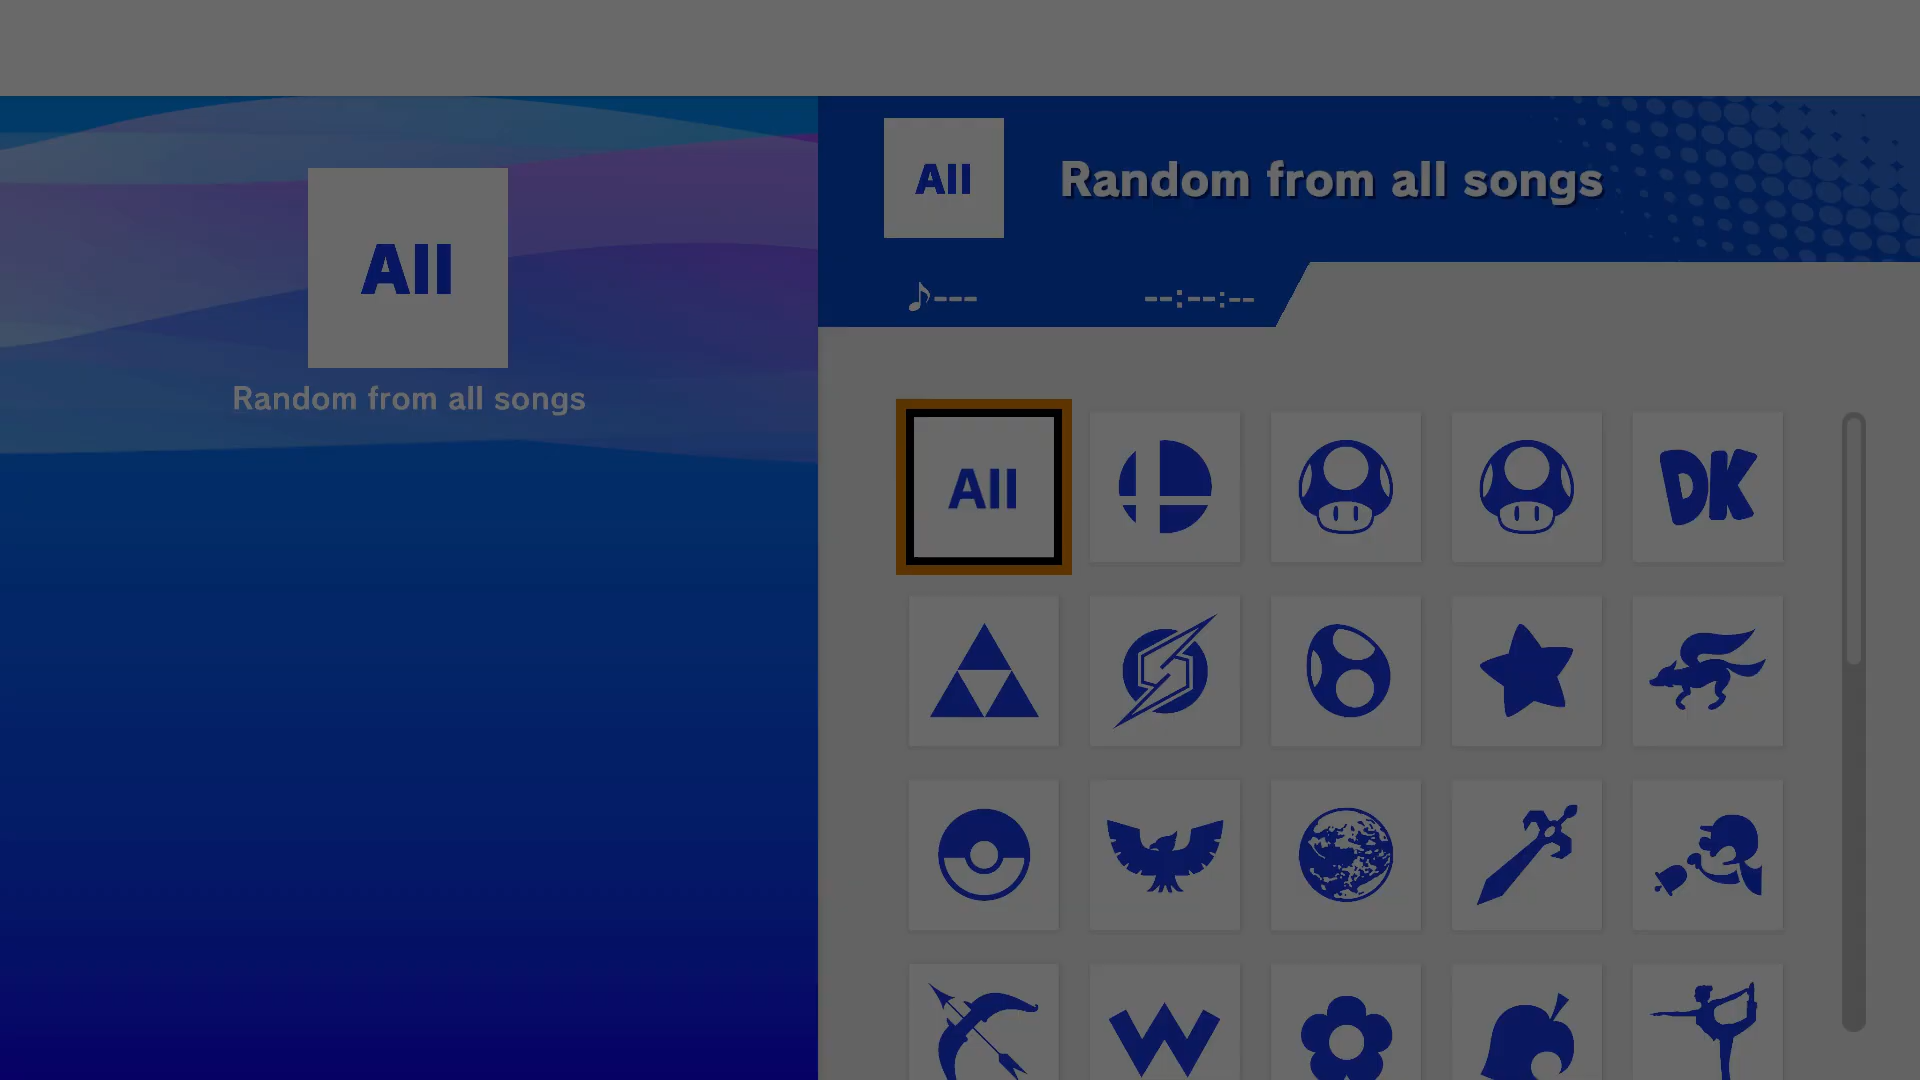 All
Random from all songs
All
Random from all songs
♪---
--:--:--
All
DK